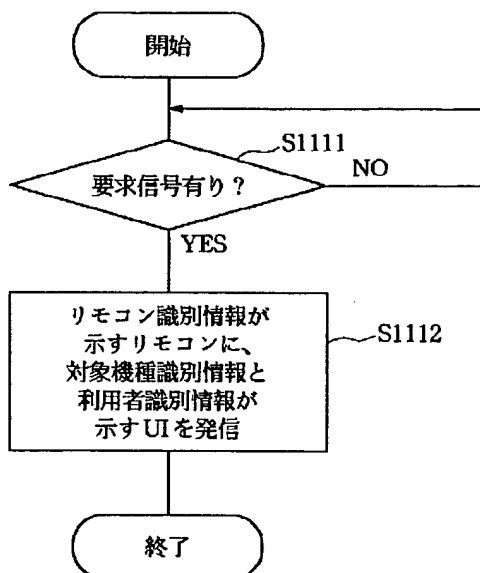 開始
S1111
要求信号有り?
NO
YES
リモコン識別情報が
示すリモコンに、
対象機種識別情報と
利用者識別情報が
示すUIを発信
S1112
終了